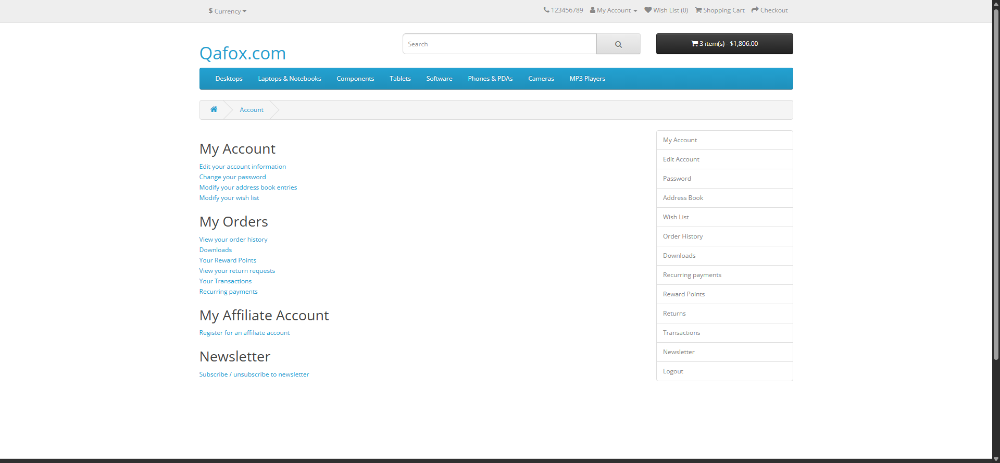 $ Currency
123456789 My Account Wish List (0) Shopping Cart Checkout
Qafox.com
Search
3 item(s) - $1,806.00
Desktops Laptops & Notebooks Components Tablets Software Phones & PDAs Cameras MP3 Players
Account
My Account
Edit your account information
Change your password
Modify your address book entries
Modify your wish list
My Orders
View your order history
Downloads
Your Reward Points
View your return requests
Your Transactions
Recurring payments
My Affiliate Account
Register for an affiliate account
Newsletter
Subscribe / unsubscribe to newsletter
My Account
Edit Account
Password
Address Book
Wish List
Order History
Downloads
Recurring payments
Reward Points
Returns
Transactions
Newsletter
Logout